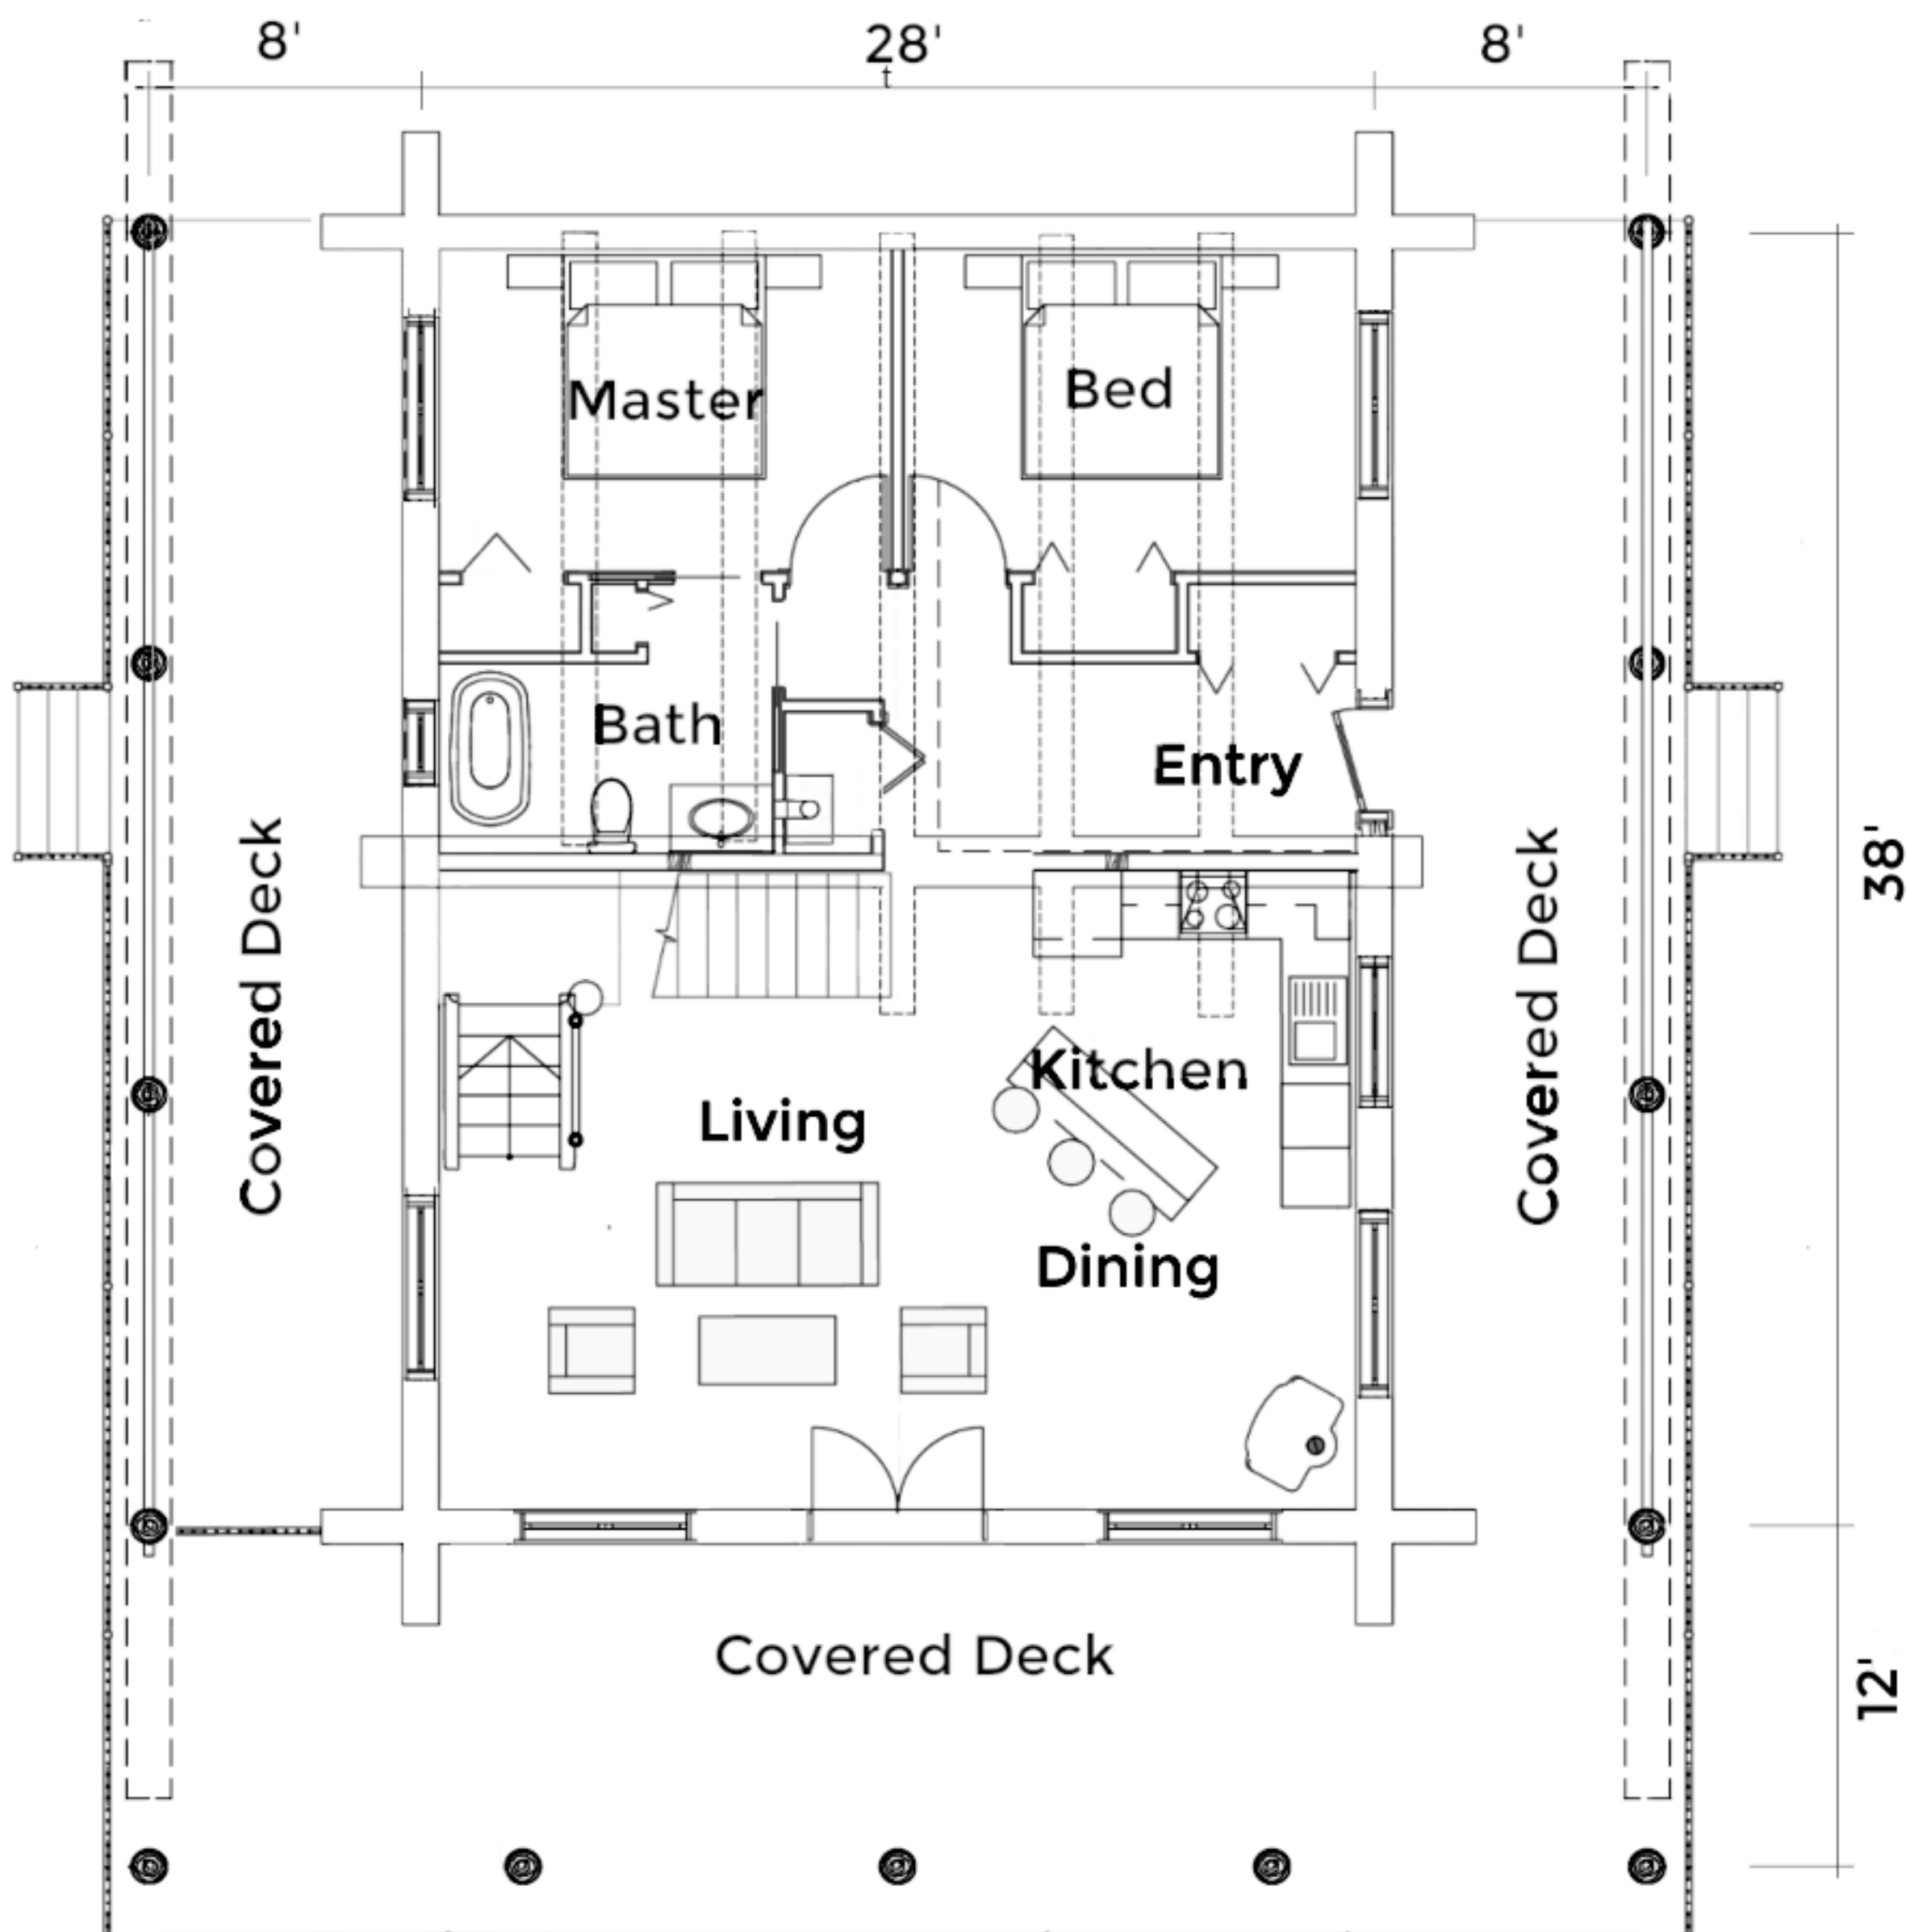 8'
28'
8'
Master
Bed
Bath
Entry
Covered Deck
Covered Deck
38'
Kitchen
Living
Dining
Covered Deck
12'